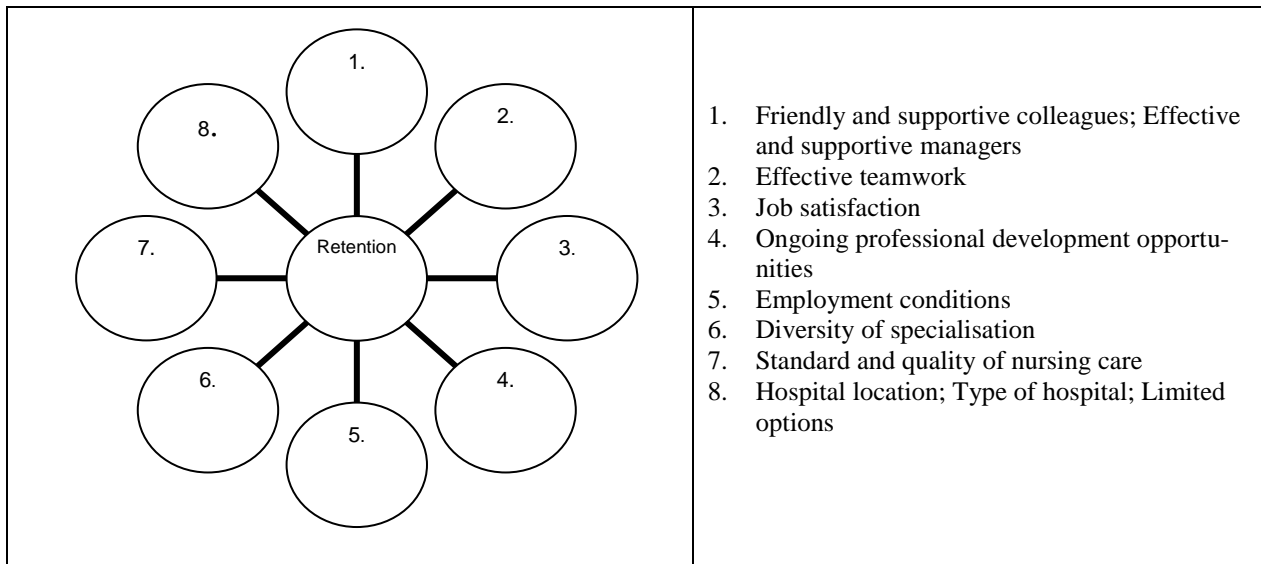 1.
8.
2.
7.
Retention
3.
6.
4.
5.
1. Friendly and supportive colleagues; Effective
and supportive managers
2. Effective teamwork
3. Job satisfaction
4. Ongoing professional development opportu-
nities
5. Employment conditions
6. Diversity of specialisation
7. Standard and quality of nursing care
8. Hospital location; Type of hospital; Limited
options